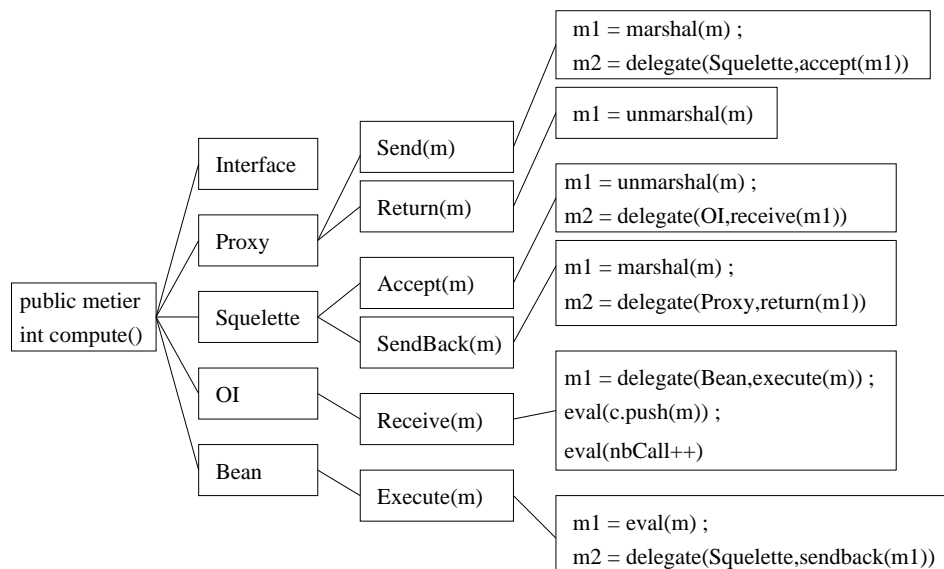 public metier
int compute()
Interface
Proxy
Squelette
OI
Bean
Send(m)
Return(m)
Accept(m)
SendBack(m)
Receive(m)
Execute(m)
m1 = marshal(m) ;
m2 = delegate(Squelette,accept(m1))
m1 = unmarshal(m)
m1 = unmarshal(m) ;
m2 = delegate(OI,receive(m1))
m1 = marshal(m) ;
m2 = delegate(Proxy,return(m1))
m1 = delegate(Bean,execute(m)) ;
eval(c.push(m)) ;
eval(nbCall++)
m1 = eval(m) ;
m2 = delegate(Squelette,sendback(m1))